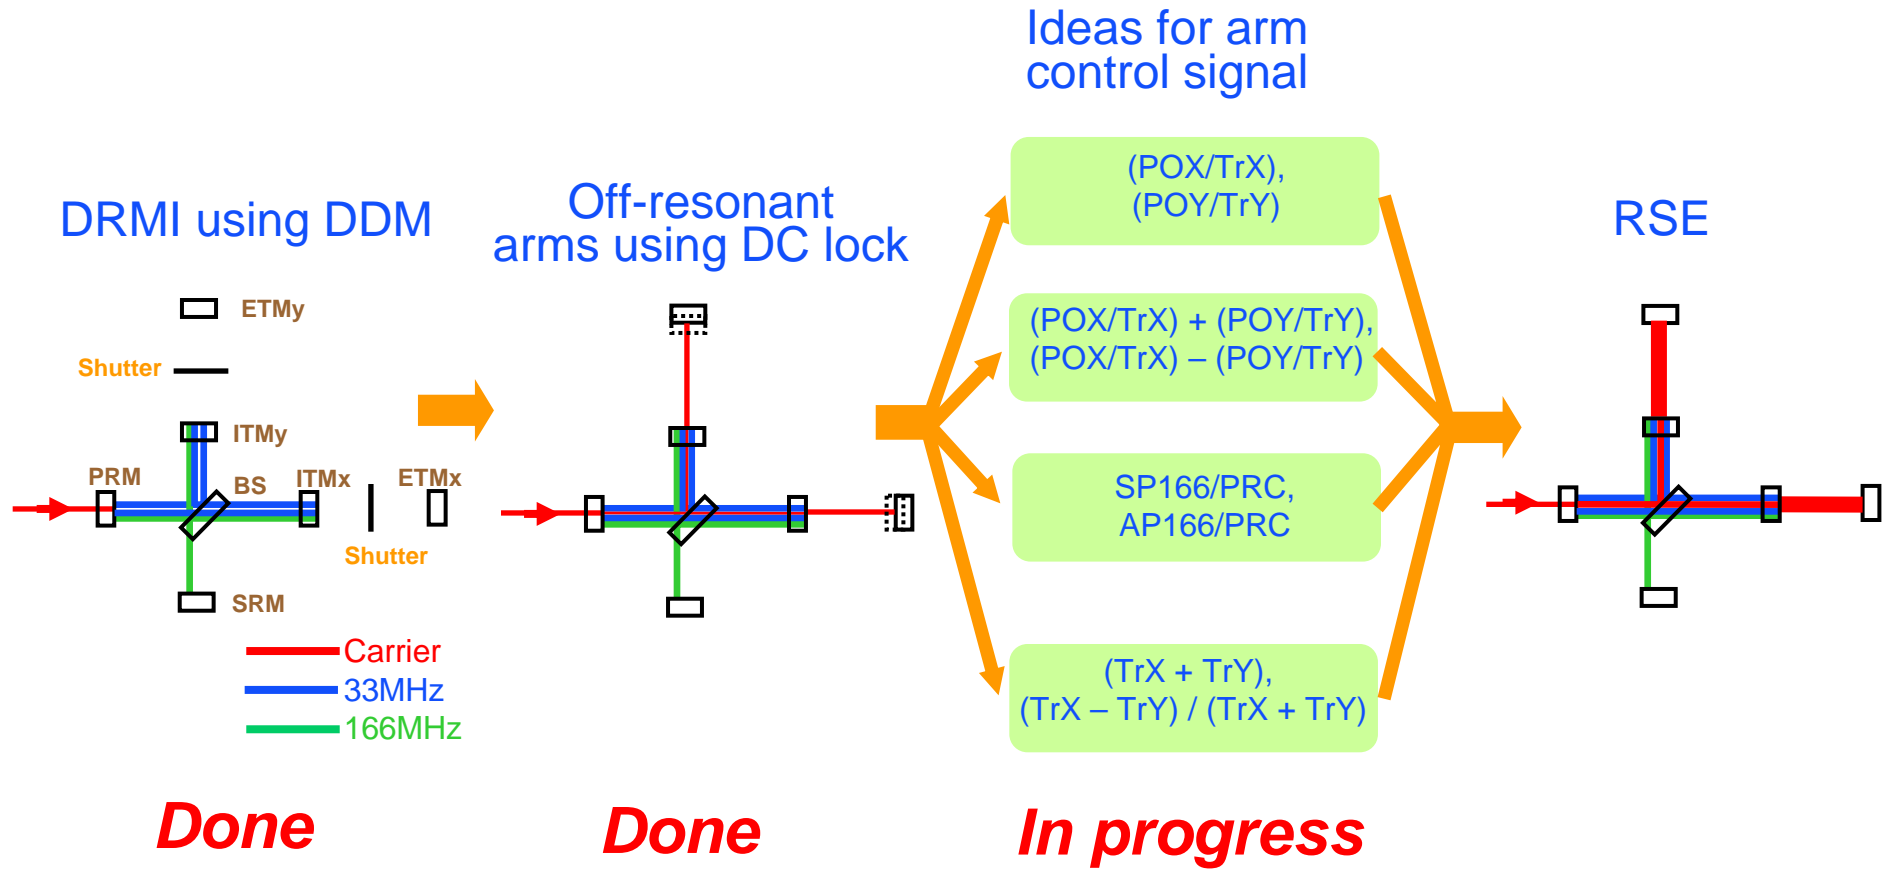 DRMI using DDM
ETMy
Shutter
ITMy
PRM
BS
ITMx
ETMx
Shutter
SRM
Carrier
33MHz
166MHz
Done
Off-resonant
arms using DC lock
Done
Ideas for arm
control signal
(POX/TrX),
(POY/TrY)
(POX/TrX) + (POY/TrY),
(POX/TrX) – (POY/TrY)
SP166/PRC,
AP166/PRC
(TrX + TrY),
(TrX – TrY) / (TrX + TrY)
In progress
RSE